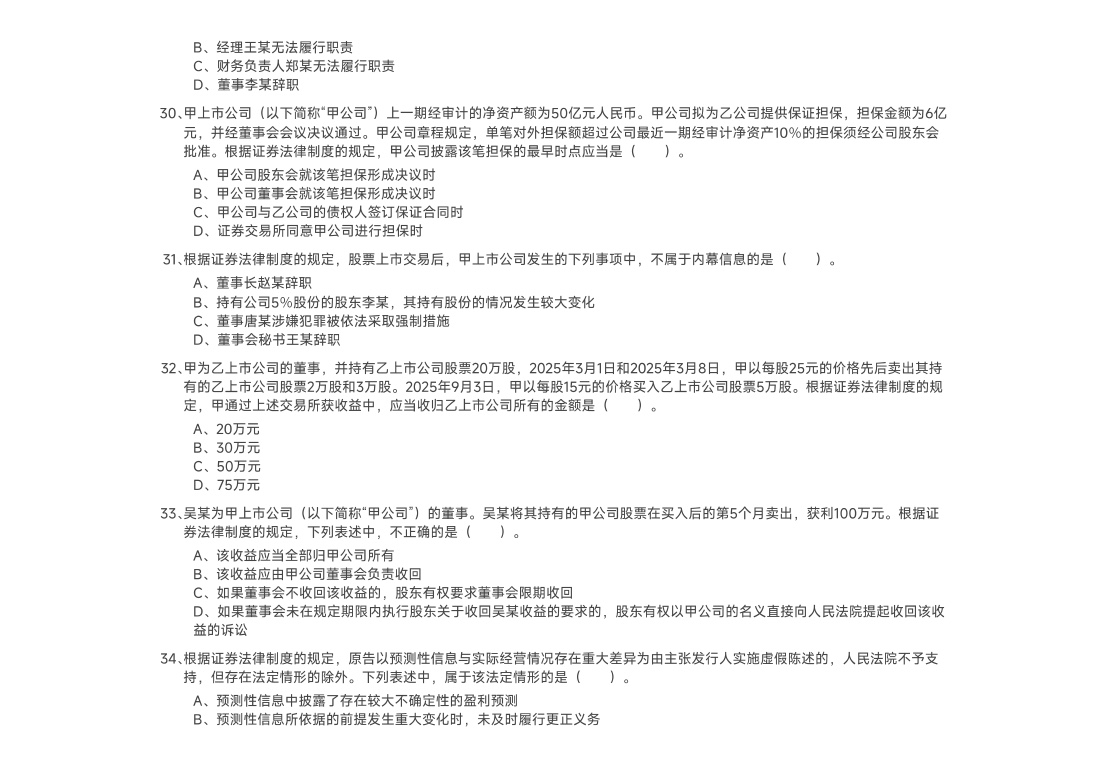 B、经理王某无法履行职责
C、财务负责人郑某无法履行职责
D、董事李某辞职
30、甲上市公司（以下简称“甲公司”）上一期经审计的净资产额为50亿元人民币。甲公司拟为乙公司提供保证担保，担保金额为6亿
元，并经董事会会议决议通过。甲公司章程规定，单笔对外担保额超过公司最近一期经审计净资产10%的担保须经公司股东会
批准。根据证券法律制度的规定，甲公司披露该笔担保的最早时点应当是（　　）。
A、甲公司股东会就该笔担保形成决议时
B、甲公司董事会就该笔担保形成决议时
C、甲公司与乙公司的债权人签订保证合同时
D、证券交易所同意甲公司进行担保时
31、根据证券法律制度的规定，股票上市交易后，甲上市公司发生的下列事项中，不属于内幕信息的是（　　）。
A、董事长赵某辞职
B、持有公司5%股份的股东李某，其持有股份的情况发生较大变化
C、董事唐某涉嫌犯罪被依法采取强制措施
D、董事会秘书王某辞职
32、甲为乙上市公司的董事，并持有乙上市公司股票20万股，2025年3月1日和2025年3月8日，甲以每股25元的价格先后卖出其持
有的乙上市公司股票2万股和3万股。2025年9月3日，甲以每股15元的价格买入乙上市公司股票5万股。根据证券法律制度的规
定，甲通过上述交易所获收益中，应当收归乙上市公司所有的金额是（　　）。
A、20万元
B、30万元
C、50万元
D、75万元
33、吴某为甲上市公司（以下简称“甲公司”）的董事。吴某将其持有的甲公司股票在买入后的第5个月卖出，获利100万元。根据证
券法律制度的规定，下列表述中，不正确的是（　　）。
A、该收益应当全部归甲公司所有
B、该收益应由甲公司董事会负责收回
C、如果董事会不收回该收益的，股东有权要求董事会限期收回
D、如果董事会未在规定期限内执行股东关于收回吴某收益的要求的，股东有权以甲公司的名义直接向人民法院提起收回该收
益的诉讼
34、根据证券法律制度的规定，原告以预测性信息与实际经营情况存在重大差异为由主张发行人实施虚假陈述的，人民法院不予支
持，但存在法定情形的除外。下列表述中，属于该法定情形的是（　　）。
A、预测性信息中披露了存在较大不确定性的盈利预测
B、预测性信息所依据的前提发生重大变化时，未及时履行更正义务